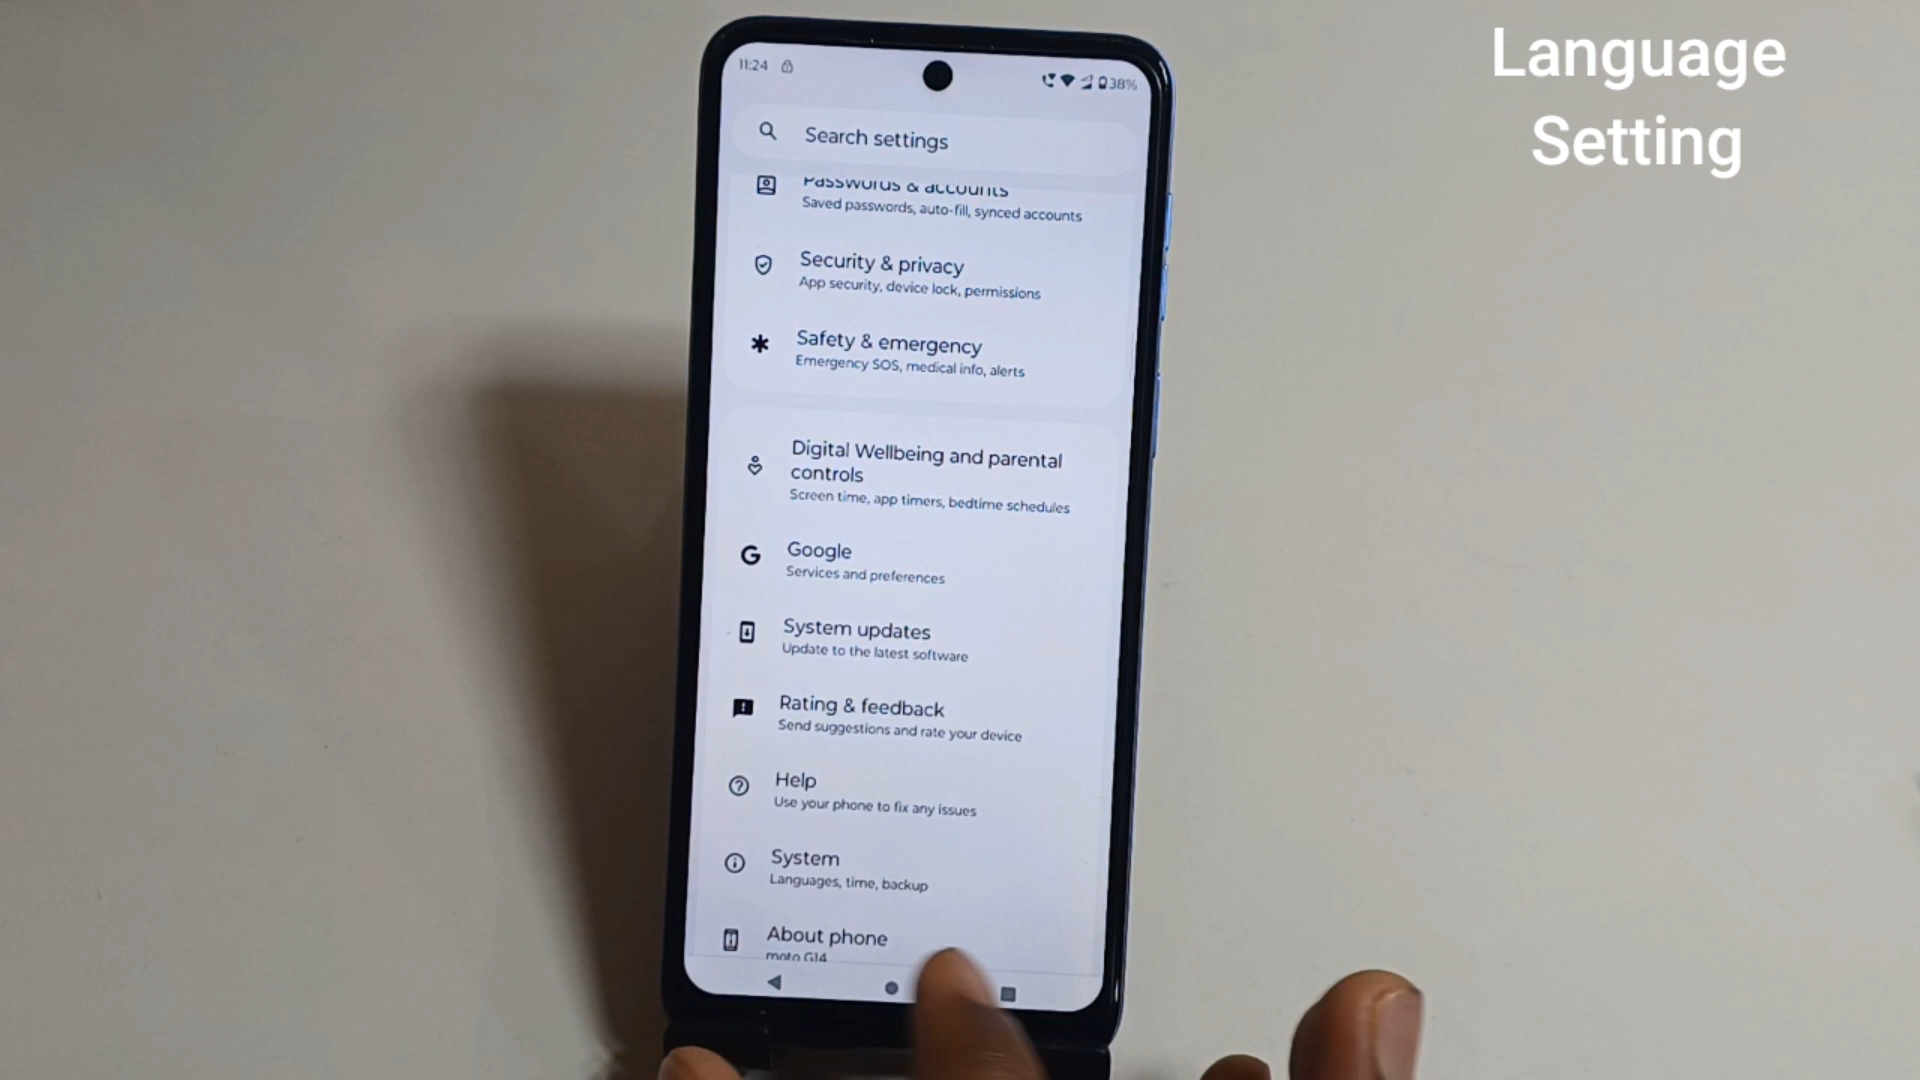 Language
Setting
11:24
38%
Search settings
Passwords & accounts
Saved passwords, auto-fill, synced accounts
Security & privacy
App security, device lock, permissions
Safety & emergency
Emergency SOS, medical info, alerts
Digital Wellbeing and parental
controls
Screen time, app timers, bedtime schedules
Google
Services and preferences
System updates
Update to the latest software
Rating & feedback
Send suggestions and rate your device
Help
Use your phone to fix any issues
System
Languages, time, backup
About phone
moto G14